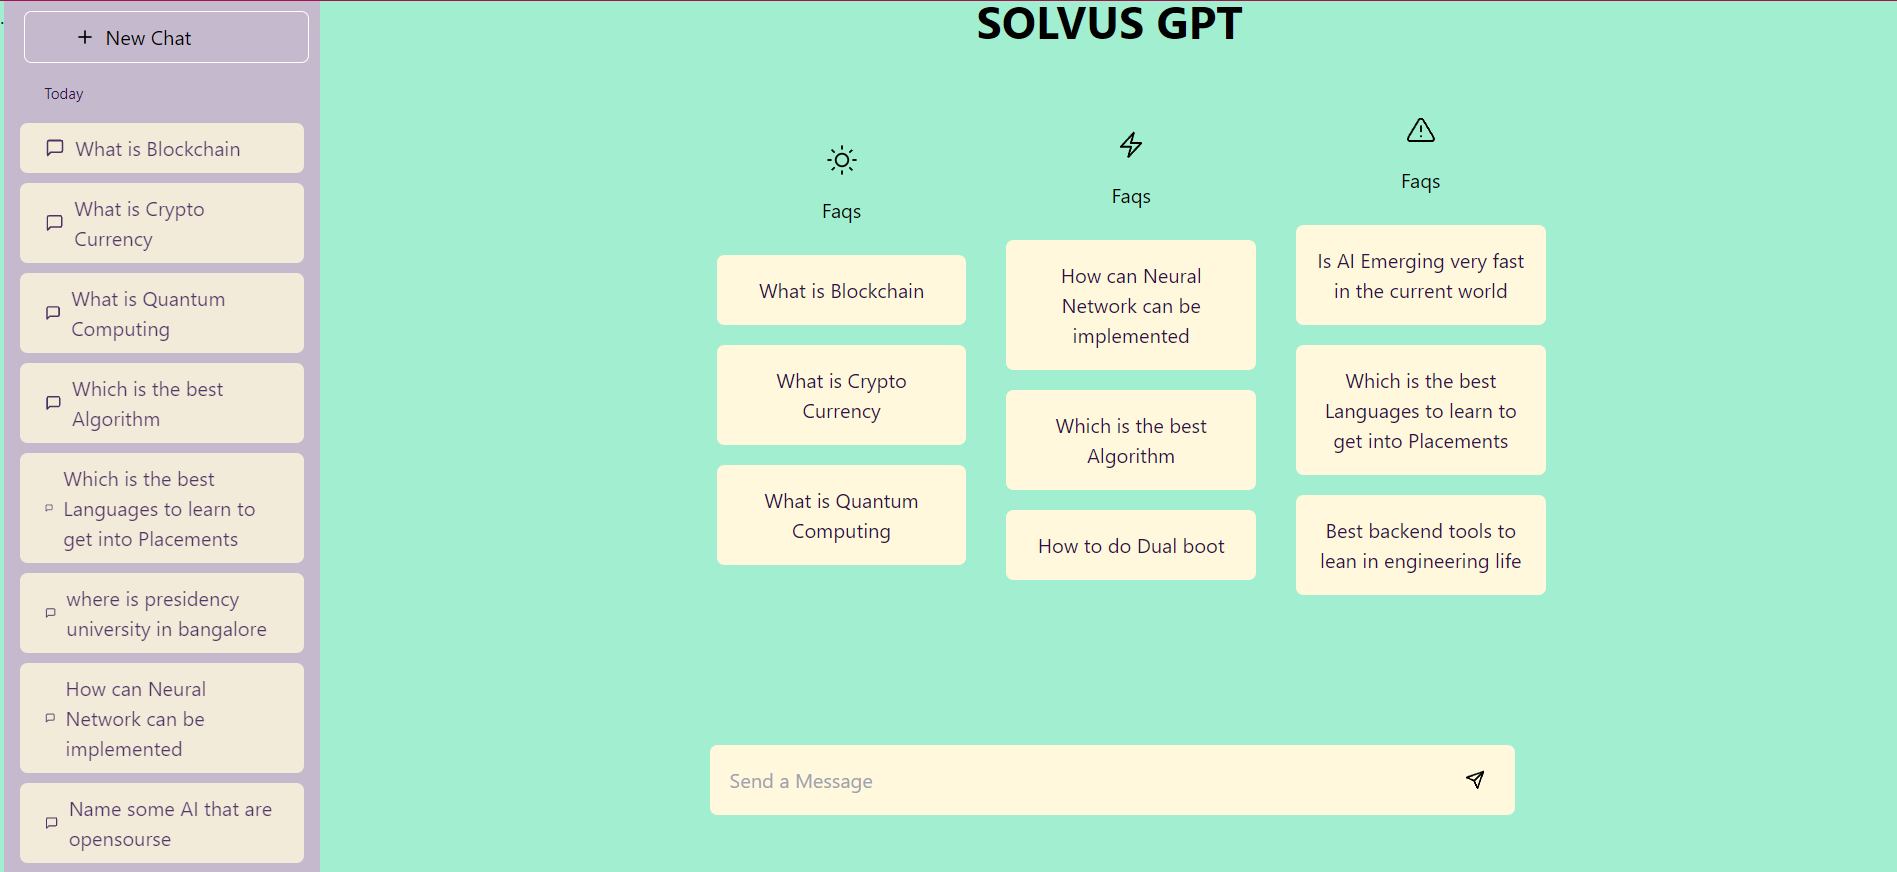 SOLVUS GPT
New Chat
Today
What is Blockchain
What is Crypto
Currency
What is Quantum
Computing
Which is the best
Algorithm
Which is the best
Languages to learn to
get into Placements
where is presidency
university in bangalore
How can Neural
Network can be
implemented
Name some AI that are
opensourse
Faqs
What is Blockchain
What is Crypto
Currency
What is Quantum
Computing
Faqs
How can Neural
Network can be
implemented
Which is the best
Algorithm
How to do Dual boot
Faqs
Is AI Emerging very fast
in the current world
Which is the best
Languages to learn to
get into Placements
Best backend tools to
lean in engineering life
Send a Message